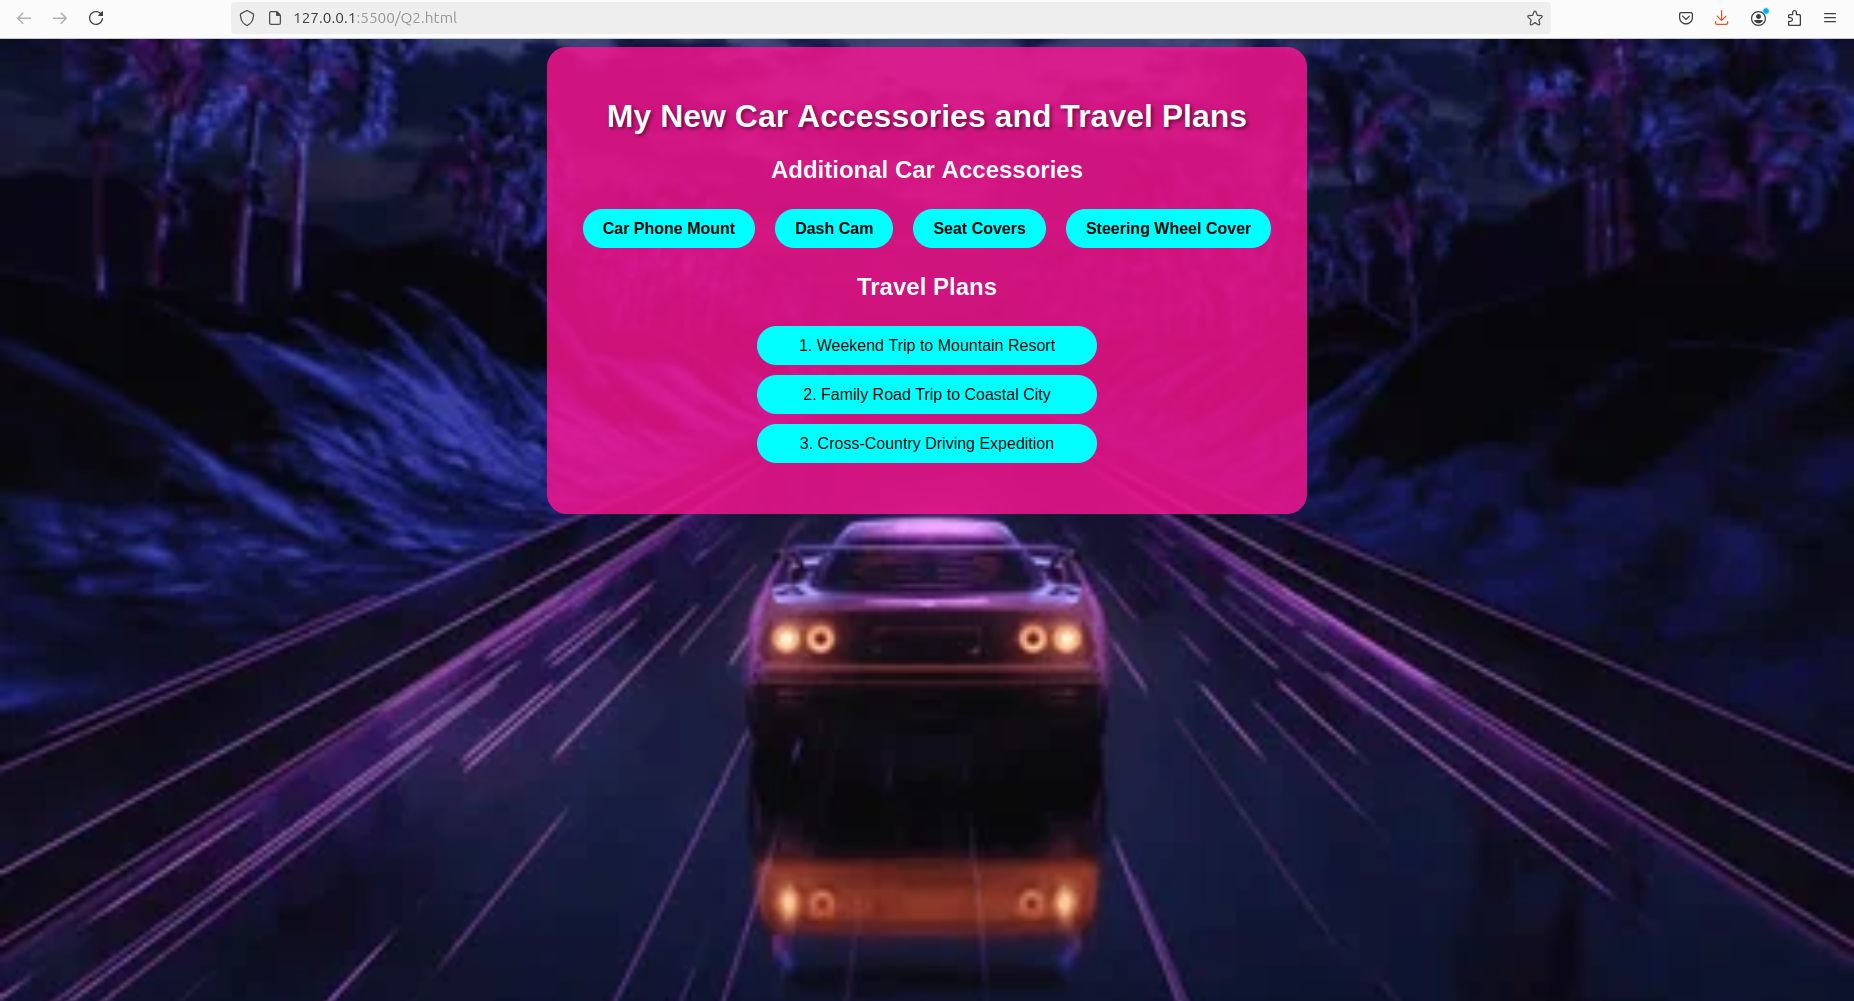 127.0.0.1:5500/Q2.html
My New Car Accessories and Travel Plans
Additional Car Accessories
Car Phone Mount Dash Cam Seat Covers Steering Wheel Cover
Travel Plans
1. Weekend Trip to Mountain Resort
2. Family Road Trip to Coastal City
3. Cross-Country Driving Expedition